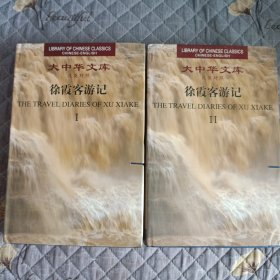 LIBRARY OF CHINESE CLASSICS
CHINESE-ENGLISH
大中华文库
汉英对照
徐霞客游记
THE TRAVEL DIARIES OF XU XIAKE
I
LIBRARY OF CHINESE CLASSICS
CHINESE-ENGLISH
大中华文库
汉英对照
徐霞客游记
THE TRAVEL DIARIES OF XU XIAKE
II